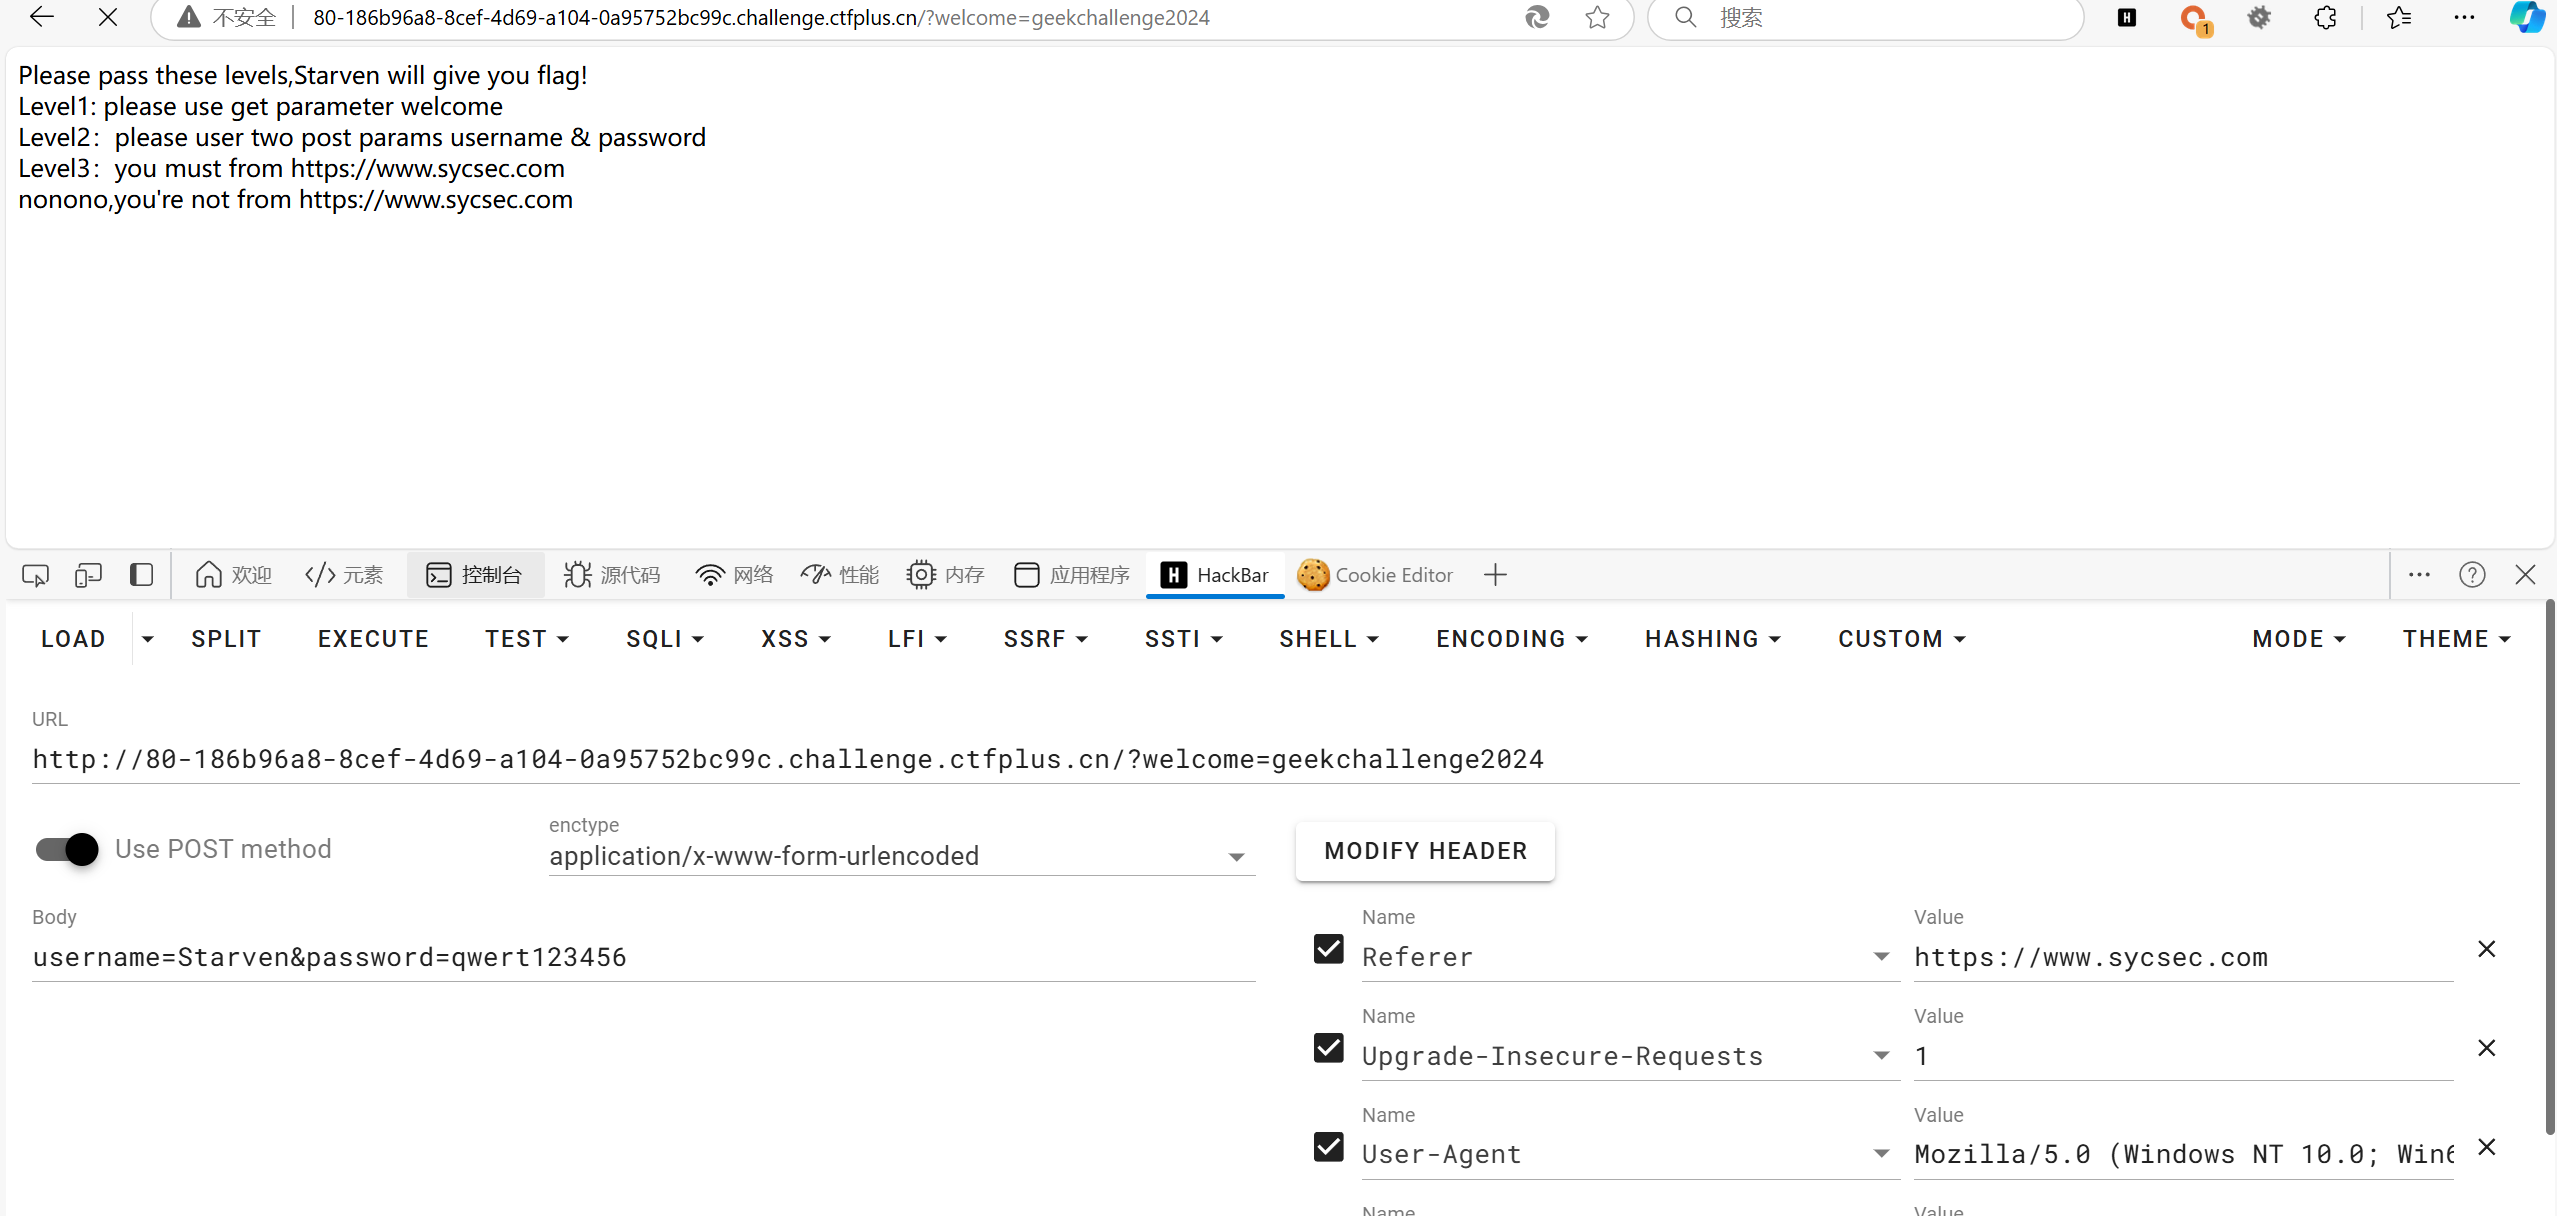 不安全 80-186b96a8-8cef-4d69-a104-0a95752bc99c.challenge.ctfplus.cn/?welcome=geekchallenge2024 搜索 1
Please pass these levels,Starven will give you flag!
Level1: please use get parameter welcome
Level2：please user two post params username & password
Level3：you must from https://www.sycsec.com
nonono,you're not from https://www.sycsec.com
欢迎 元素 控制台 源代码 网络 性能 内存 应用程序 HackBar Cookie Editor
LOAD SPLIT EXECUTE TEST SQLI XSS LFI SSRF SSTI SHELL ENCODING HASHING CUSTOM MODE THEME
URL
http://80-186b96a8-8cef-4d69-a104-0a95752bc99c.challenge.ctfplus.cn/?welcome=geekchallenge2024
Use POST method
enctype
application/x-www-form-urlencoded
MODIFY HEADER
Body
username=Starven&password=qwert123456
Name Value
Referer https://www.sycsec.com
Name Value
Upgrade-Insecure-Requests 1
Name Value
User-Agent Mozilla/5.0 (Windows NT 10.0; Win6
Name Value